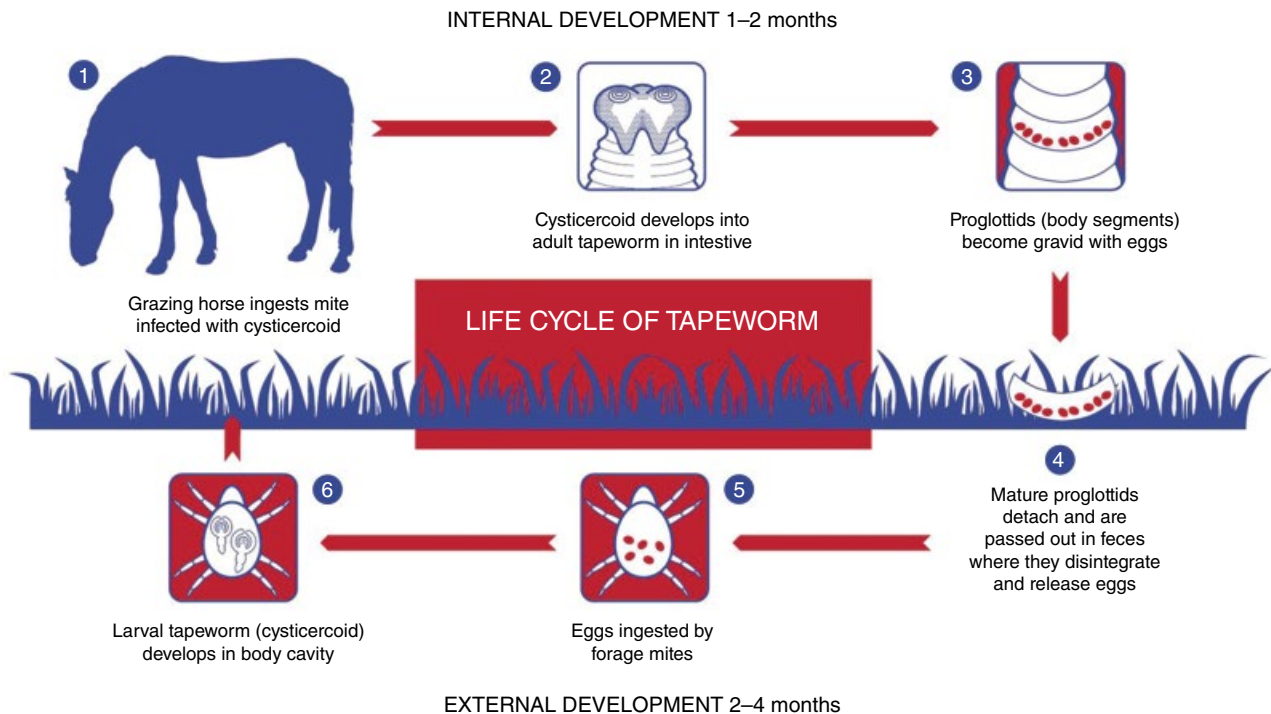 INTERNAL DEVELOPMENT 1–2 months
1
2
3
Grazing horse ingests mite
infected with cysticercoid
Cysticercoid develops into
adult tapeworm in intestive
Proglottids (body segments)
become gravid with eggs
LIFE CYCLE OF TAPEWORM
4
Mature proglottids
detach and are
passed out in feces
where they disintegrate
and release eggs
5
Eggs ingested by
forage mites
6
Larval tapeworm (cysticercoid)
develops in body cavity
EXTERNAL DEVELOPMENT 2–4 months